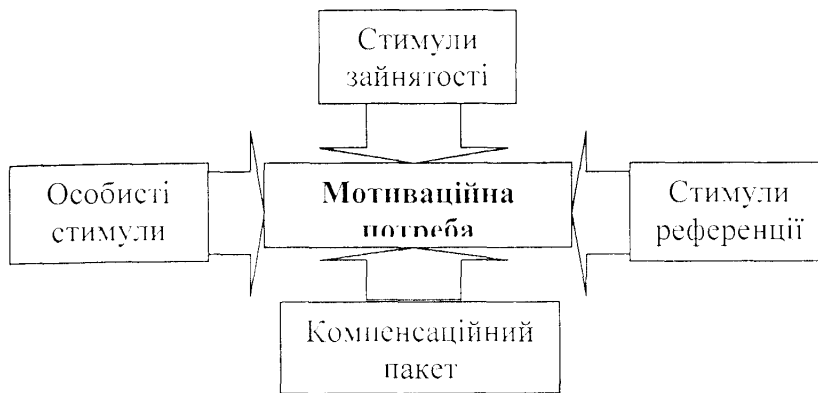 Стимули
зайнятості
Особисті
стимули
Мотиваційна
потреба
Стимули
референції
Компенсаційний
пакет